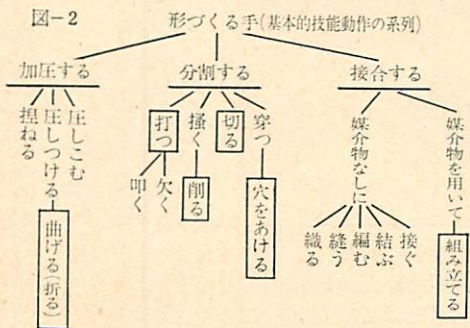 図－2
形づくる手(基本的技能動作の系列)
加圧する
分割する
接合する
圧しこむ
圧しつける
捏ねる
曲げる(折る)
穿つ
切る
搔く
打つ
穴をあける
削る
欠く
叩く
媒介物を用いて
媒介物なしに
組み立てる
接ぐ
結ぶ
編む
縫う
織る